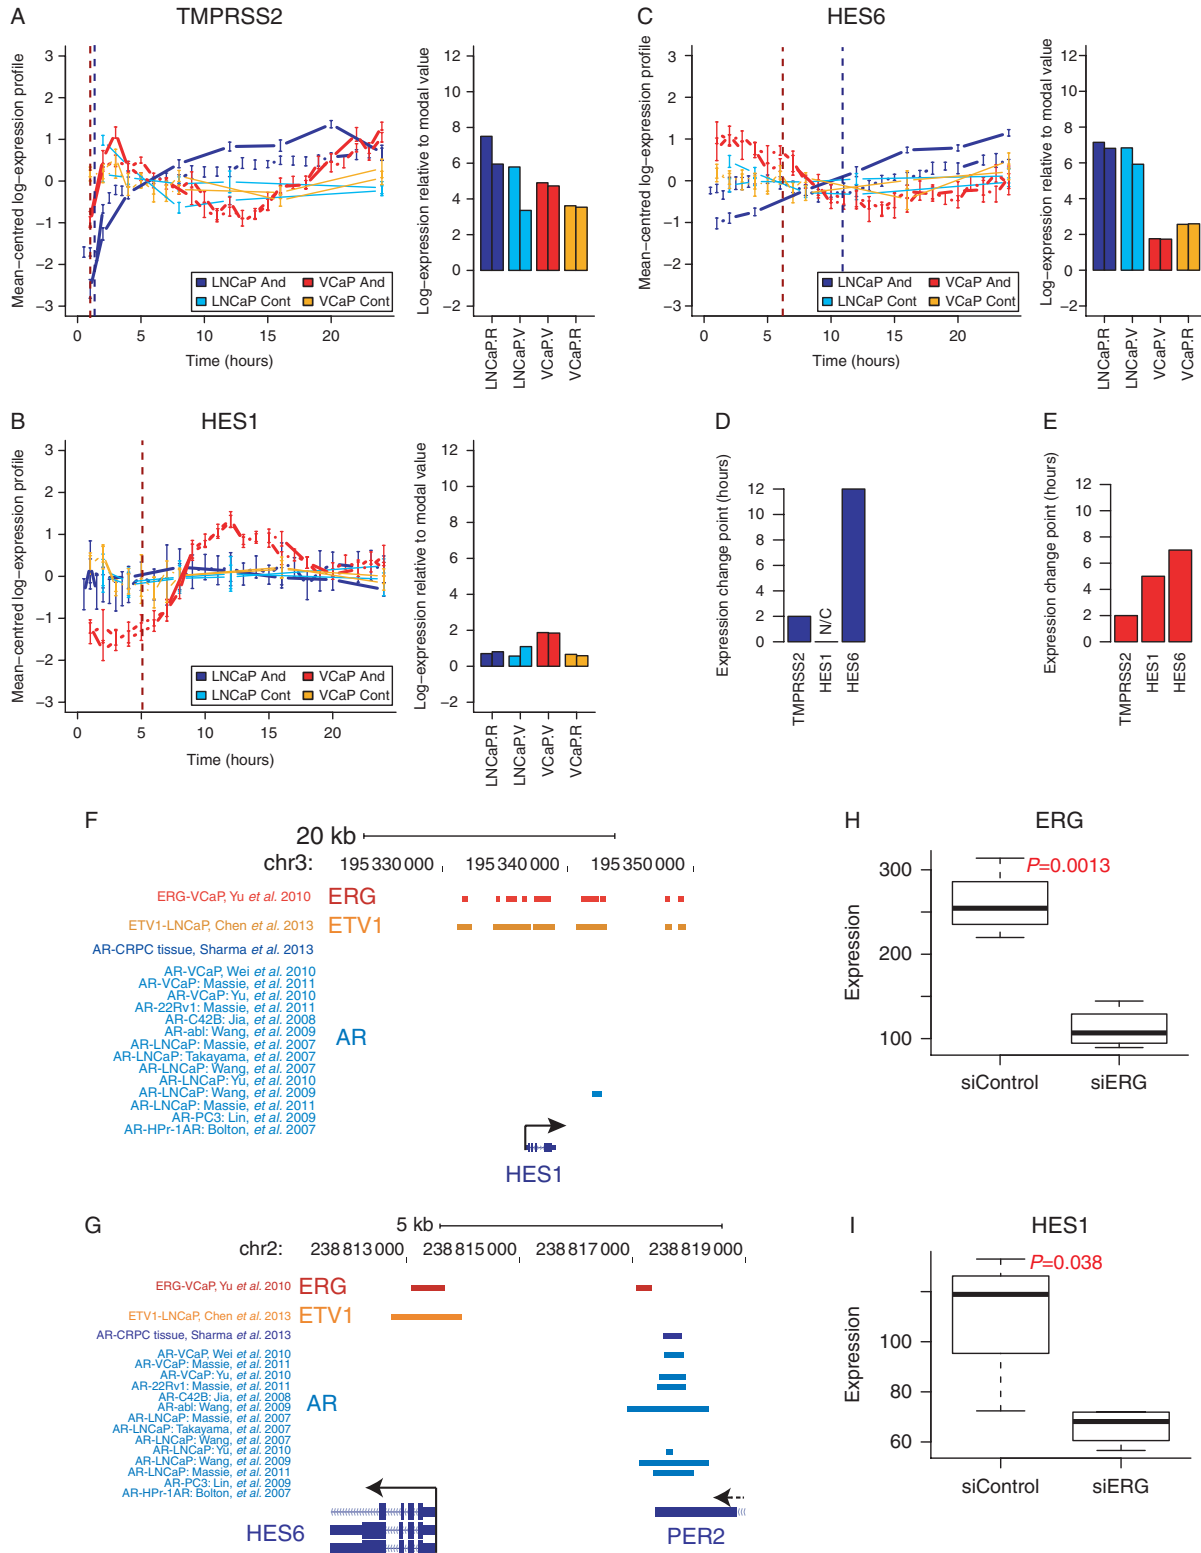 A
TMPRSS2
Mean–centred log–expression profile
3
2
1
0
−1
−2
−3
LNCaP And
VCaP And
LNCaP Cont
VCaP Cont
0
5
10
15
20
Time (hours)
Log–expression relative to modal value
12
10
8
6
4
2
0
−2
LNCaP.R
LNCaP.V
VCaP.V
VCaP.R
C
HES6
Mean–centred log–expression profile
3
2
1
0
−1
−2
−3
LNCaP And
VCaP And
LNCaP Cont
VCaP Cont
0
5
10
15
20
Time (hours)
Log–expression relative to modal value
12
10
8
6
4
2
0
−2
LNCaP.R
LNCaP.V
VCaP.V
VCaP.R
B
HES1
Mean–centred log–expression profile
3
2
1
0
−1
−2
−3
LNCaP And
VCaP And
LNCaP Cont
VCaP Cont
0
5
10
15
20
Time (hours)
Log–expression relative to modal value
12
10
8
6
4
2
0
−2
LNCaP.R
LNCaP.V
VCaP.V
VCaP.R
D
Expression change point (hours)
12
10
8
6
4
2
0
N/C
TMPRSS2
HES1
HES6
E
Expression change point (hours)
12
10
8
6
4
2
0
TMPRSS2
HES1
HES6
F
20 kb
chr3:
195 330 000
195 340 000
195 350 000
ERG-VCaP, Yu et al. 2010
ERG
ETV1-LNCaP, Chen et al. 2013
ETV1
AR-CRPC tissue, Sharma et al. 2013
AR-VCaP, Wei et al. 2010
AR-VCaP: Massie, et al. 2011
AR-VCaP: Yu, et al. 2010
AR-22Rv1: Massie, et al. 2011
AR-C42B: Jia, et al. 2008
AR-abl: Wang, et al. 2009
AR
AR-LNCaP: Massie, et al. 2007
AR-LNCaP: Takayama, et al. 2007
AR-LNCaP: Wang, et al. 2007
AR-LNCaP: Yu, et al. 2010
AR-LNCaP: Wang, et al. 2009
AR-LNCaP: Massie, et al. 2011
AR-PC3: Lin, et al. 2009
AR-HPr-1AR: Bolton, et al. 2007
HES1
H
ERG
P=0.0013
Expression
300
200
100
siControl
siERG
G
5 kb
chr2:
238 813 000
238 815 000
238 817 000
238 819 000
ERG-VCaP, Yu et al. 2010
ERG
ETV1-LNCaP, Chen et al. 2013
ETV1
AR-CRPC tissue, Sharma et al. 2013
AR-VCaP, Wei et al. 2010
AR-VCaP: Massie, et al. 2011
AR-VCaP: Yu, et al. 2010
AR-22Rv1: Massie, et al. 2011
AR-C42B: Jia, et al. 2008
AR
AR-abl: Wang, et al. 2009
AR-LNCaP: Massie, et al. 2007
AR-LNCaP: Takayama, et al. 2007
AR-LNCaP: Wang, et al. 2007
AR-LNCaP: Yu, et al. 2010
AR-LNCaP: Wang, et al. 2009
AR-LNCaP: Massie, et al. 2011
AR-PC3: Lin, et al. 2009
AR-HPr-1AR: Bolton, et al. 2007
HES6
PER2
I
HES1
P=0.038
Expression
100
80
60
siControl
siERG